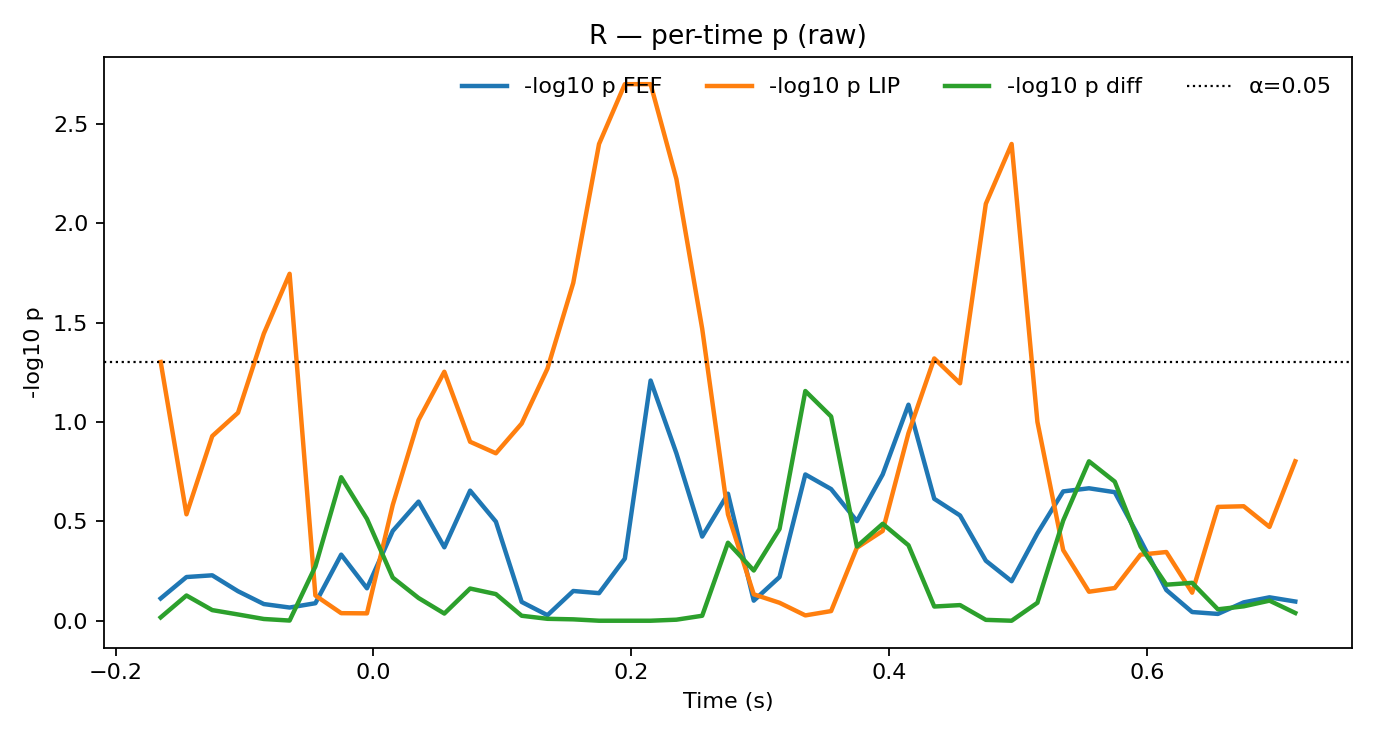 R — per-time p (raw)
-log10 p FEF
-log10 p LIP
-log10 p diff
α=0.05
-log10 p
2.5
2.0
1.5
1.0
0.5
0.0
−0.2
0.0
0.2
0.4
0.6
Time (s)